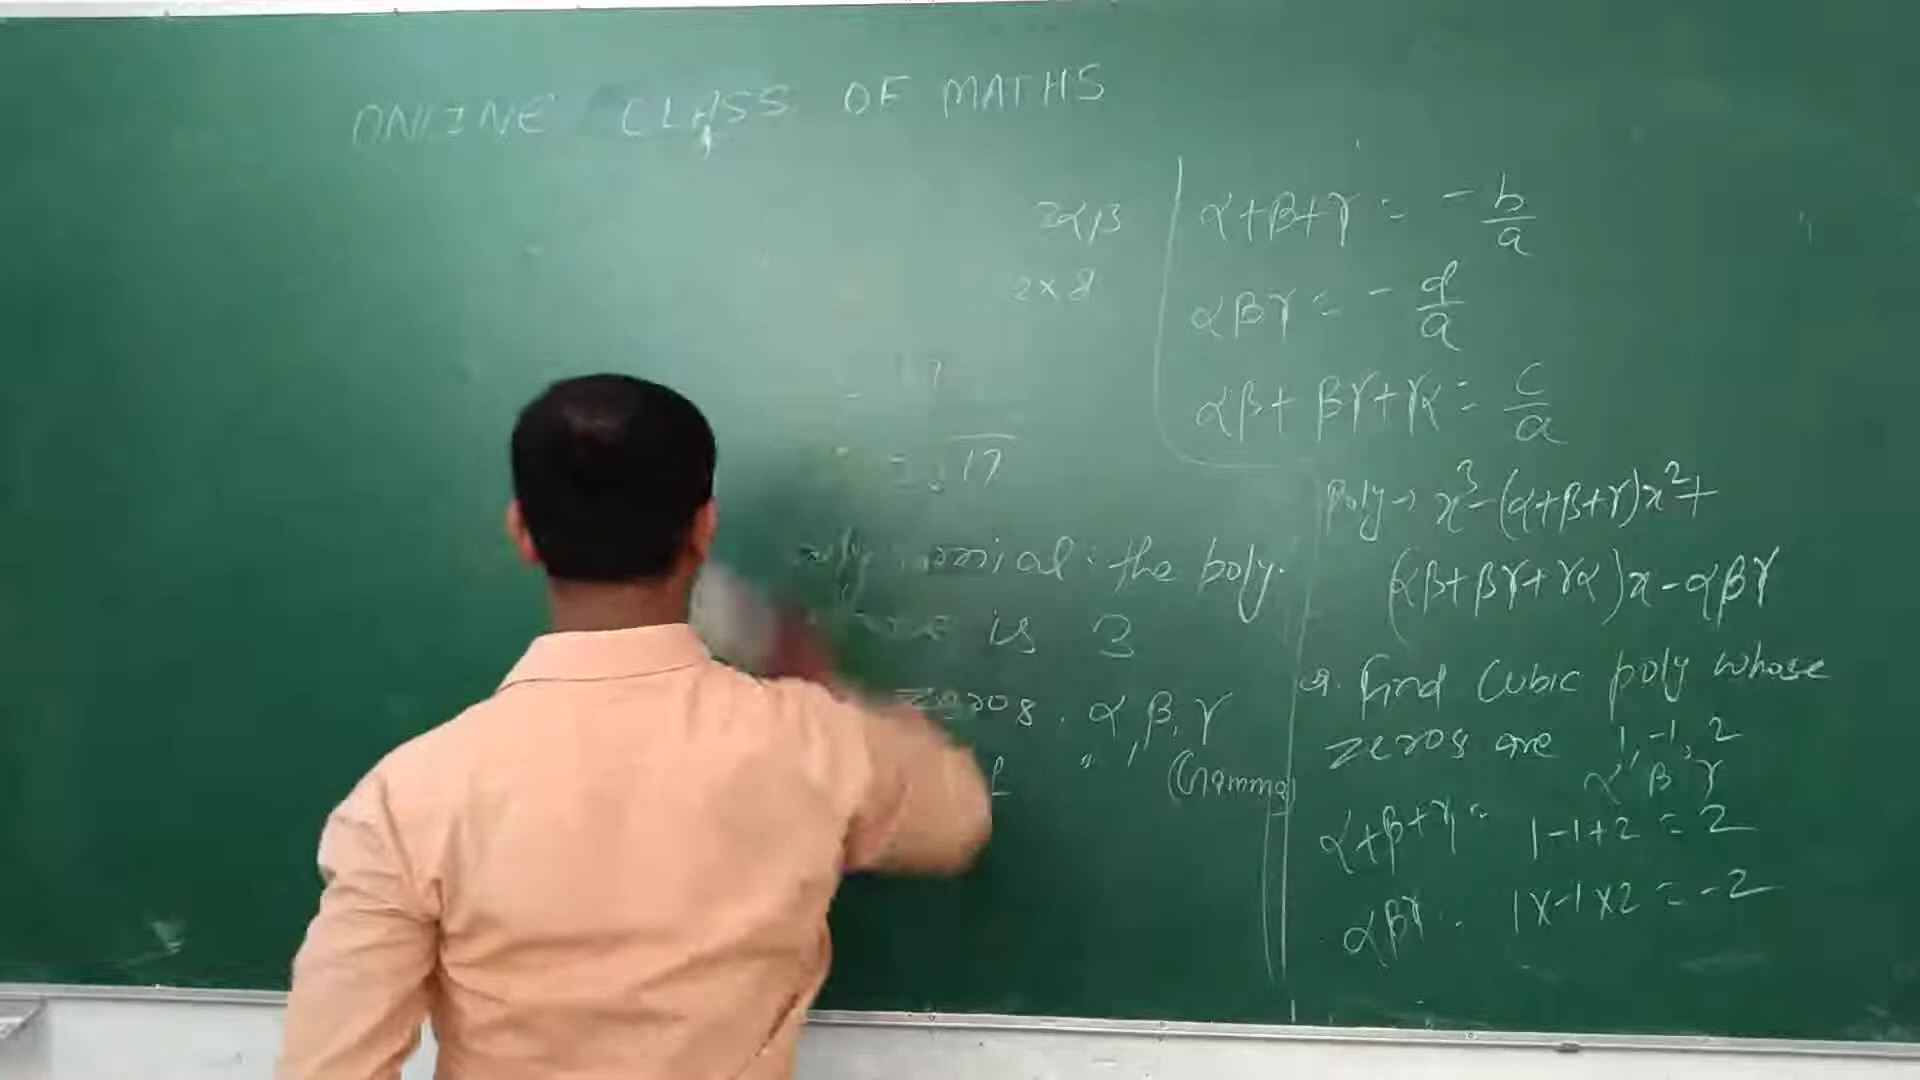 ONLINE CLASS OF MATHS
2αβ
2×8
= √17
the poly.
is 3
zeros. α, β, γ
(Gamma)
α+β+γ = -b/a
αβγ = -d/a
αβ+βγ+γα = c/a
Poly → x³-(α+β+γ)x²+
(αβ+βγ+γα)x-αβγ
Q. Find Cubic poly whose
zeros are 1, -1, 2
α, β, γ
α+β+γ = 1-1+2 = 2
αβγ = 1×-1×2 = -2